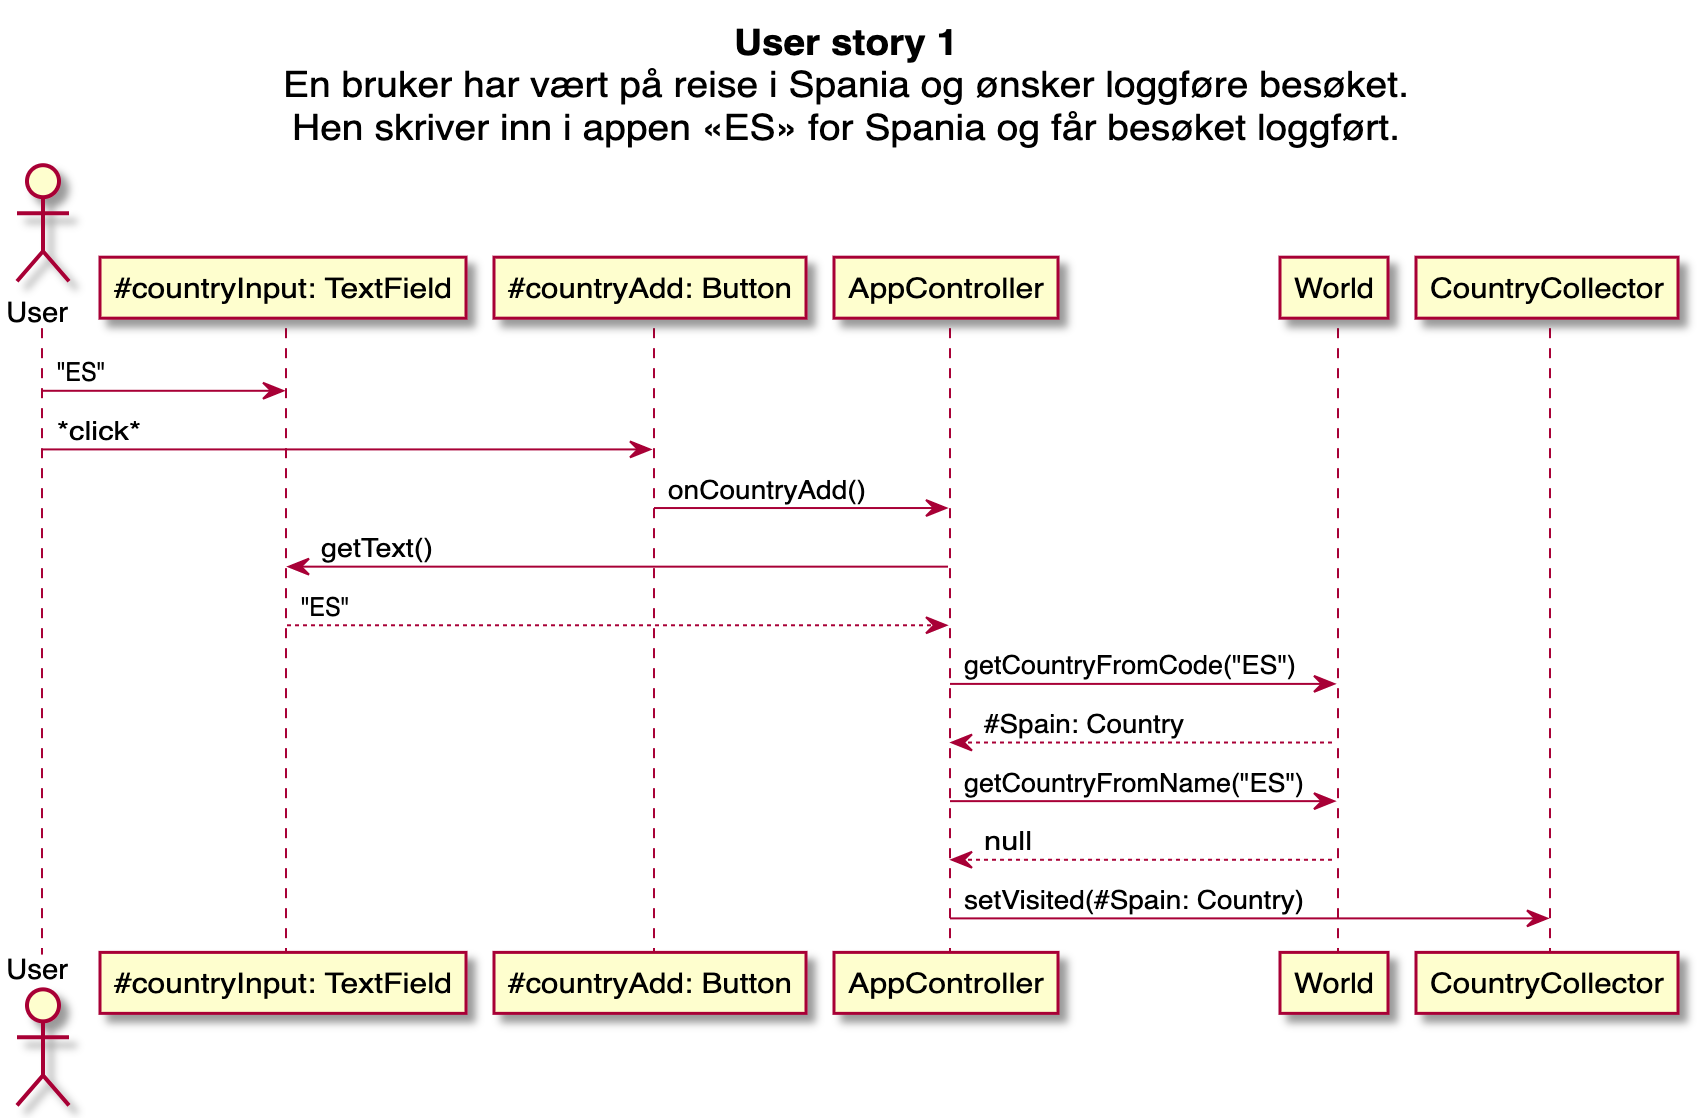 User story 1
En bruker har vært på reise i Spania og ønsker loggføre besøket.
Hen skriver inn i appen «ES» for Spania og får besøket loggført.
User
#countryInput: TextField
#countryAdd: Button
AppController
World
CountryCollector
"ES"
*click*
onCountryAdd()
getText()
"ES"
getCountryFromCode("ES")
#Spain: Country
getCountryFromName("ES")
null
setVisited(#Spain: Country)
User
#countryInput: TextField
#countryAdd: Button
AppController
World
CountryCollector